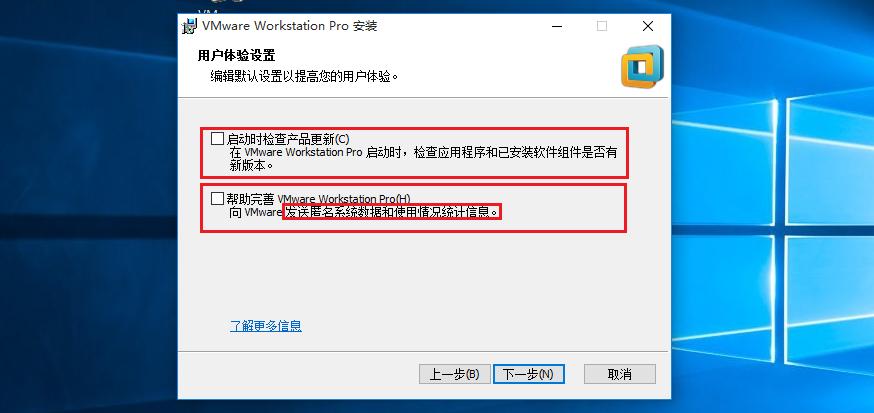 VMware Workstation Pro 安装
用户体验设置
编辑默认设置以提高您的用户体验。
启动时检查产品更新(C)
在 VMware Workstation Pro 启动时，检查应用程序和已安装软件组件是否有
新版本。
帮助完善 VMware Workstation Pro(H)
向 VMware 发送匿名系统数据和使用情况统计信息。
了解更多信息
上一步(B)
下一步(N)
取消